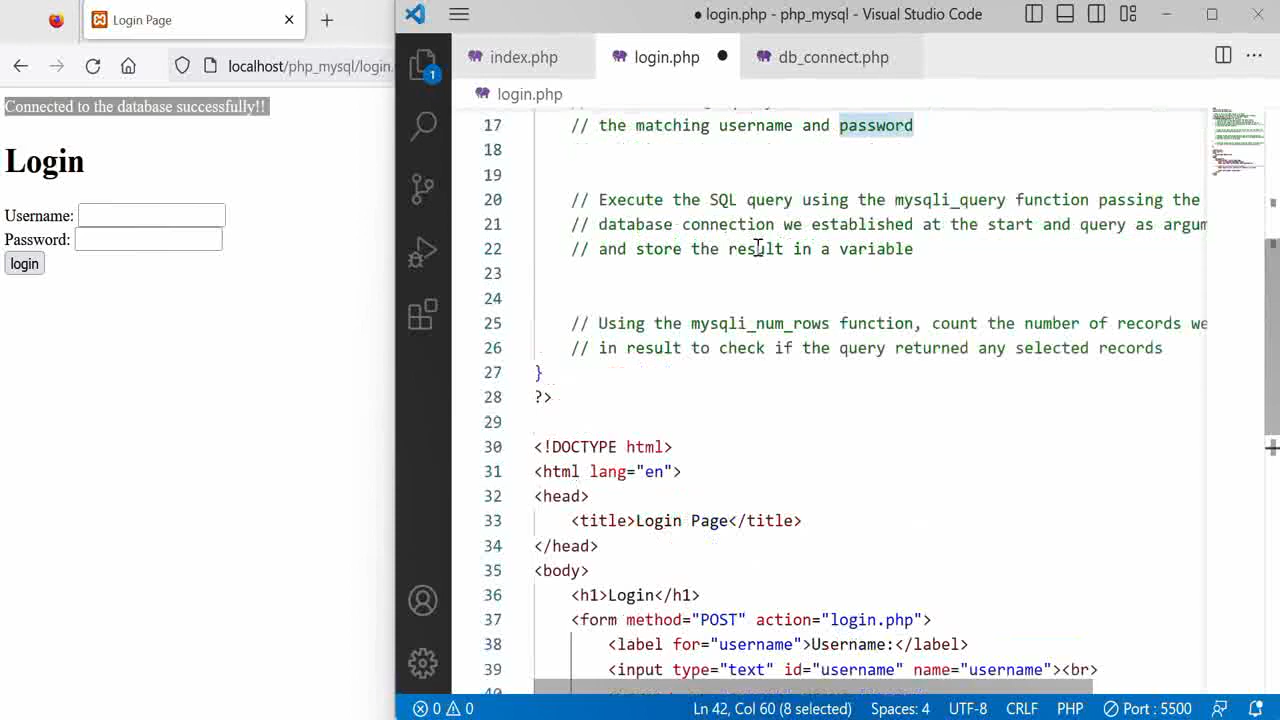 Login Page
localhost/php_mysql/login.
Connected to the database successfully!!
Login
Username:
Password:
login
login.php - php_mysql - Visual Studio Code
index.php
login.php
db_connect.php
login.php
1
17 // the matching username and password
18
19
20 // Execute the SQL query using the mysqli_query function passing the
21 // database connection we established at the start and query as argum
22 // and store the result in a variable
23
24
25 // Using the mysqli_num_rows function, count the number of records we
26 // in result to check if the query returned any selected records
27 }
28 ?>
29
30 <!DOCTYPE html>
31 <html lang="en">
32 <head>
33 <title>Login Page</title>
34 </head>
35 <body>
36 <h1>Login</h1>
37 <form method="POST" action="login.php">
38 <label for="username">Username:</label>
39 <input type="text" id="username" name="username"><br>
0 0
Ln 42, Col 60 (8 selected)
Spaces: 4
UTF-8
CRLF
PHP
Port : 5500